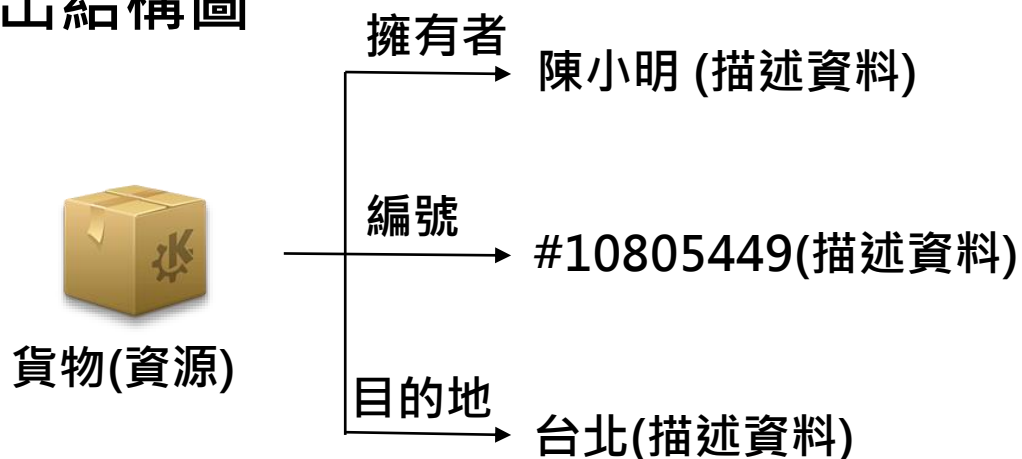 出結構圖
擁有者
陳小明 (描述資料)
編號
#10805449(描述資料)
貨物(資源)
目的地
台北(描述資料)